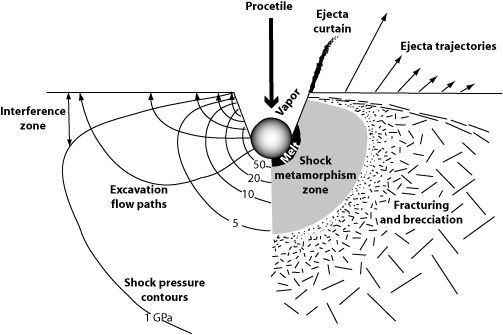 Procetile
Ejecta
curtain
Ejecta trajectories
Vapor
Interference
zone
Melt
50
20
10
5
Shock
metamorphism
zone
Excavation
flow paths
Fracturing
and brecciation
Shock pressure
contours
1 GPa